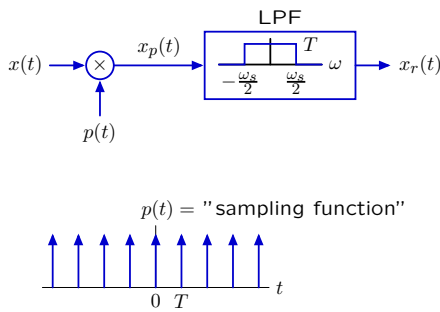 LPF
x(t) × x_p(t) T ω x_r(t)
−ω_s/2 ω_s/2
p(t)
p(t) = "sampling function"
t
0 T